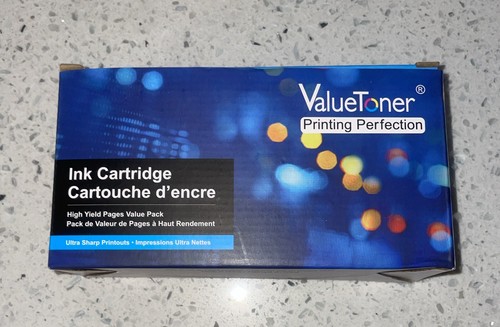 ValueToner®
Printing Perfection
Ink Cartridge
Cartouche d'encre
High Yield Pages Value Pack
Pack de Valeur de Pages à Haut Rendement
Ultra Sharp Printouts • Impressions Ultra Nettes